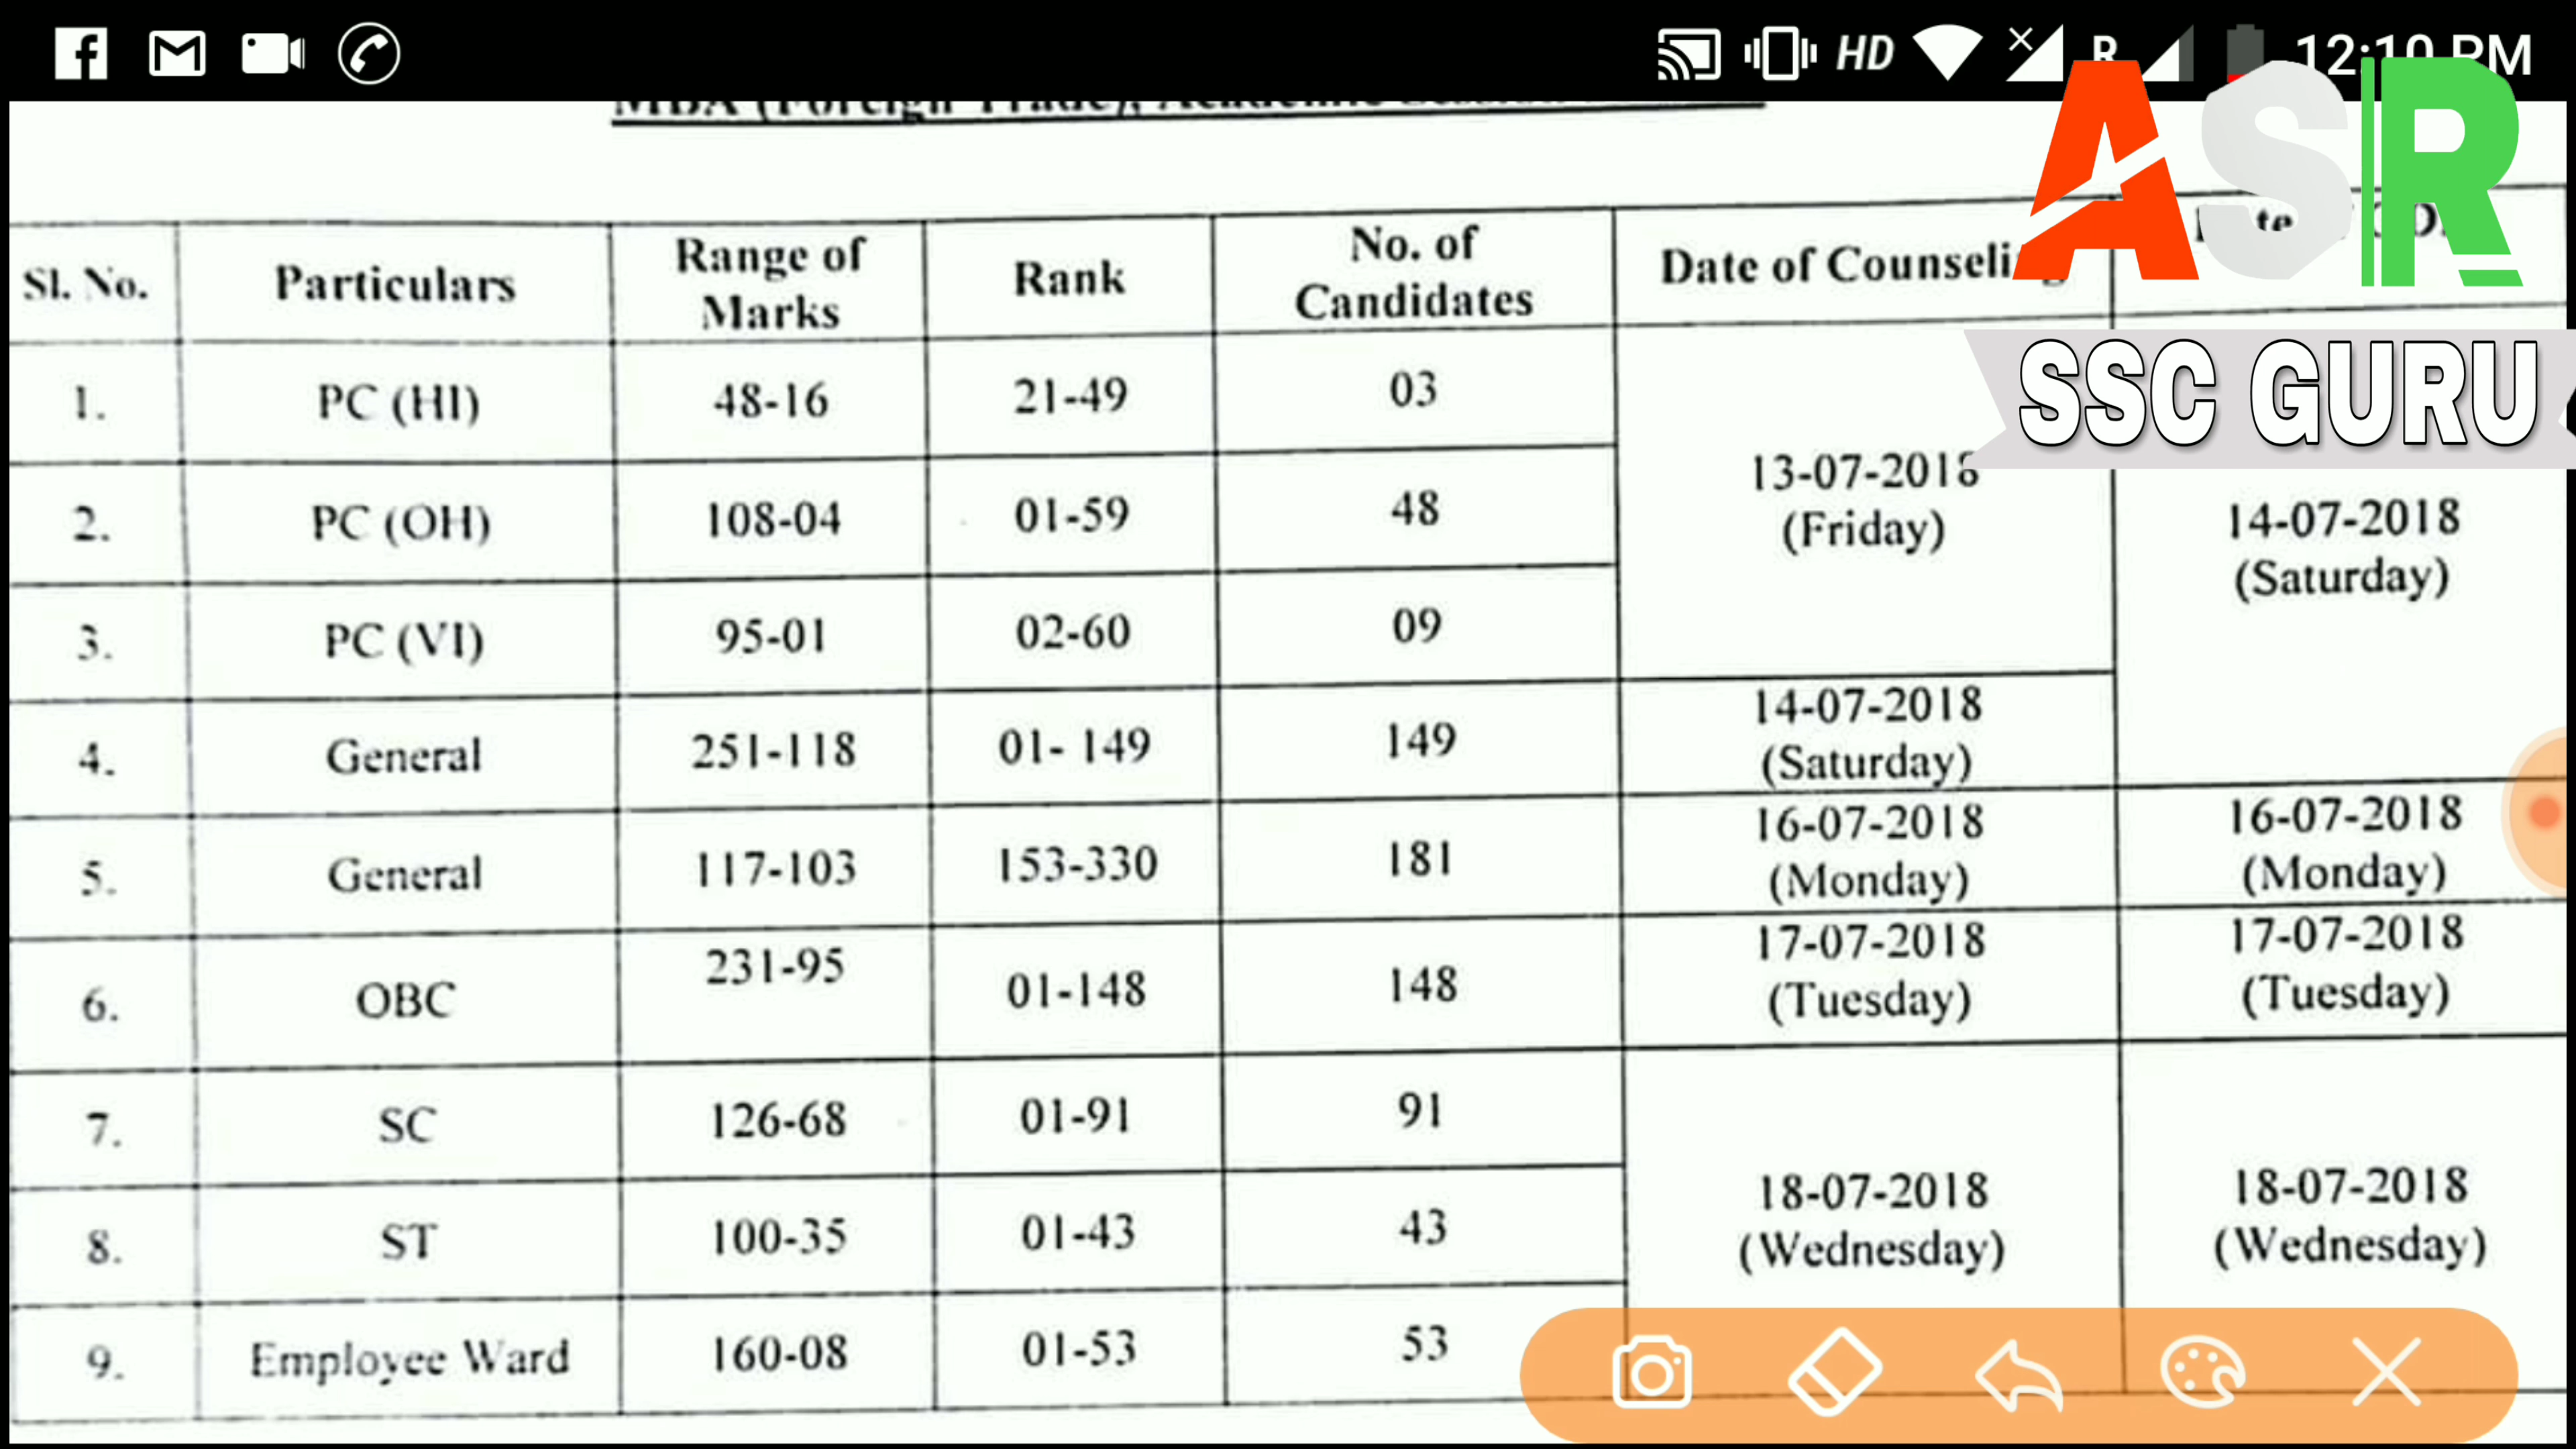 HD R 12:10 PM
MBA (Foreign Trade), Academic Session
ASR
SSC GURU
Sl. No. Particulars Range of Marks Rank No. of Candidates Date of Counseli
1. PC (HI) 48-16 21-49 03 13-07-2018 (Friday) 14-07-2018 (Saturday)
2. PC (OH) 108-04 01-59 48
3. PC (VI) 95-01 02-60 09
4. General 251-118 01- 149 149 14-07-2018 (Saturday)
5. General 117-103 153-330 181 16-07-2018 (Monday) 16-07-2018 (Monday)
6. OBC 231-95 01-148 148 17-07-2018 (Tuesday) 17-07-2018 (Tuesday)
7. SC 126-68 01-91 91 18-07-2018 (Wednesday) 18-07-2018 (Wednesday)
8. ST 100-35 01-43 43
9. Employee Ward 160-08 01-53 53